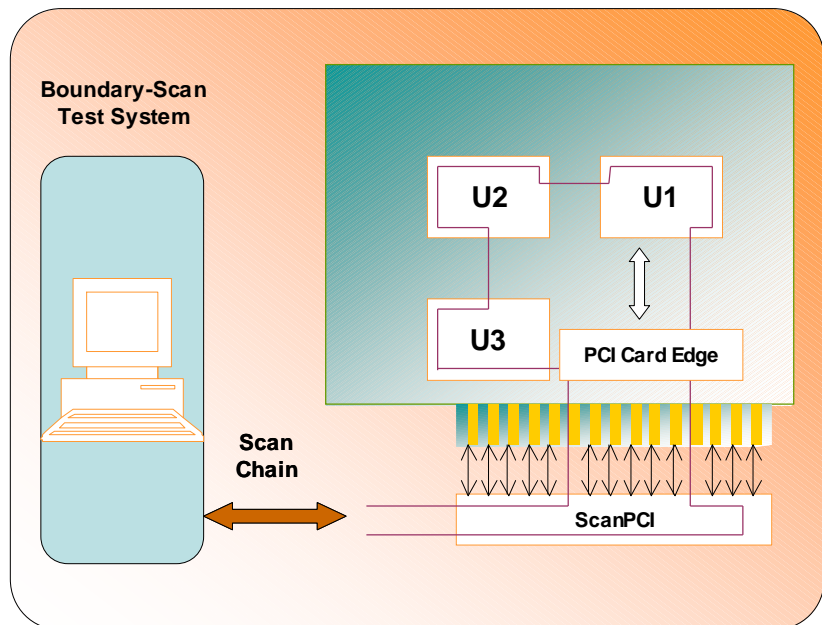 Boundary-Scan
Test System
U2
U1
U3
PCI Card Edge
Scan
Chain
ScanPCI